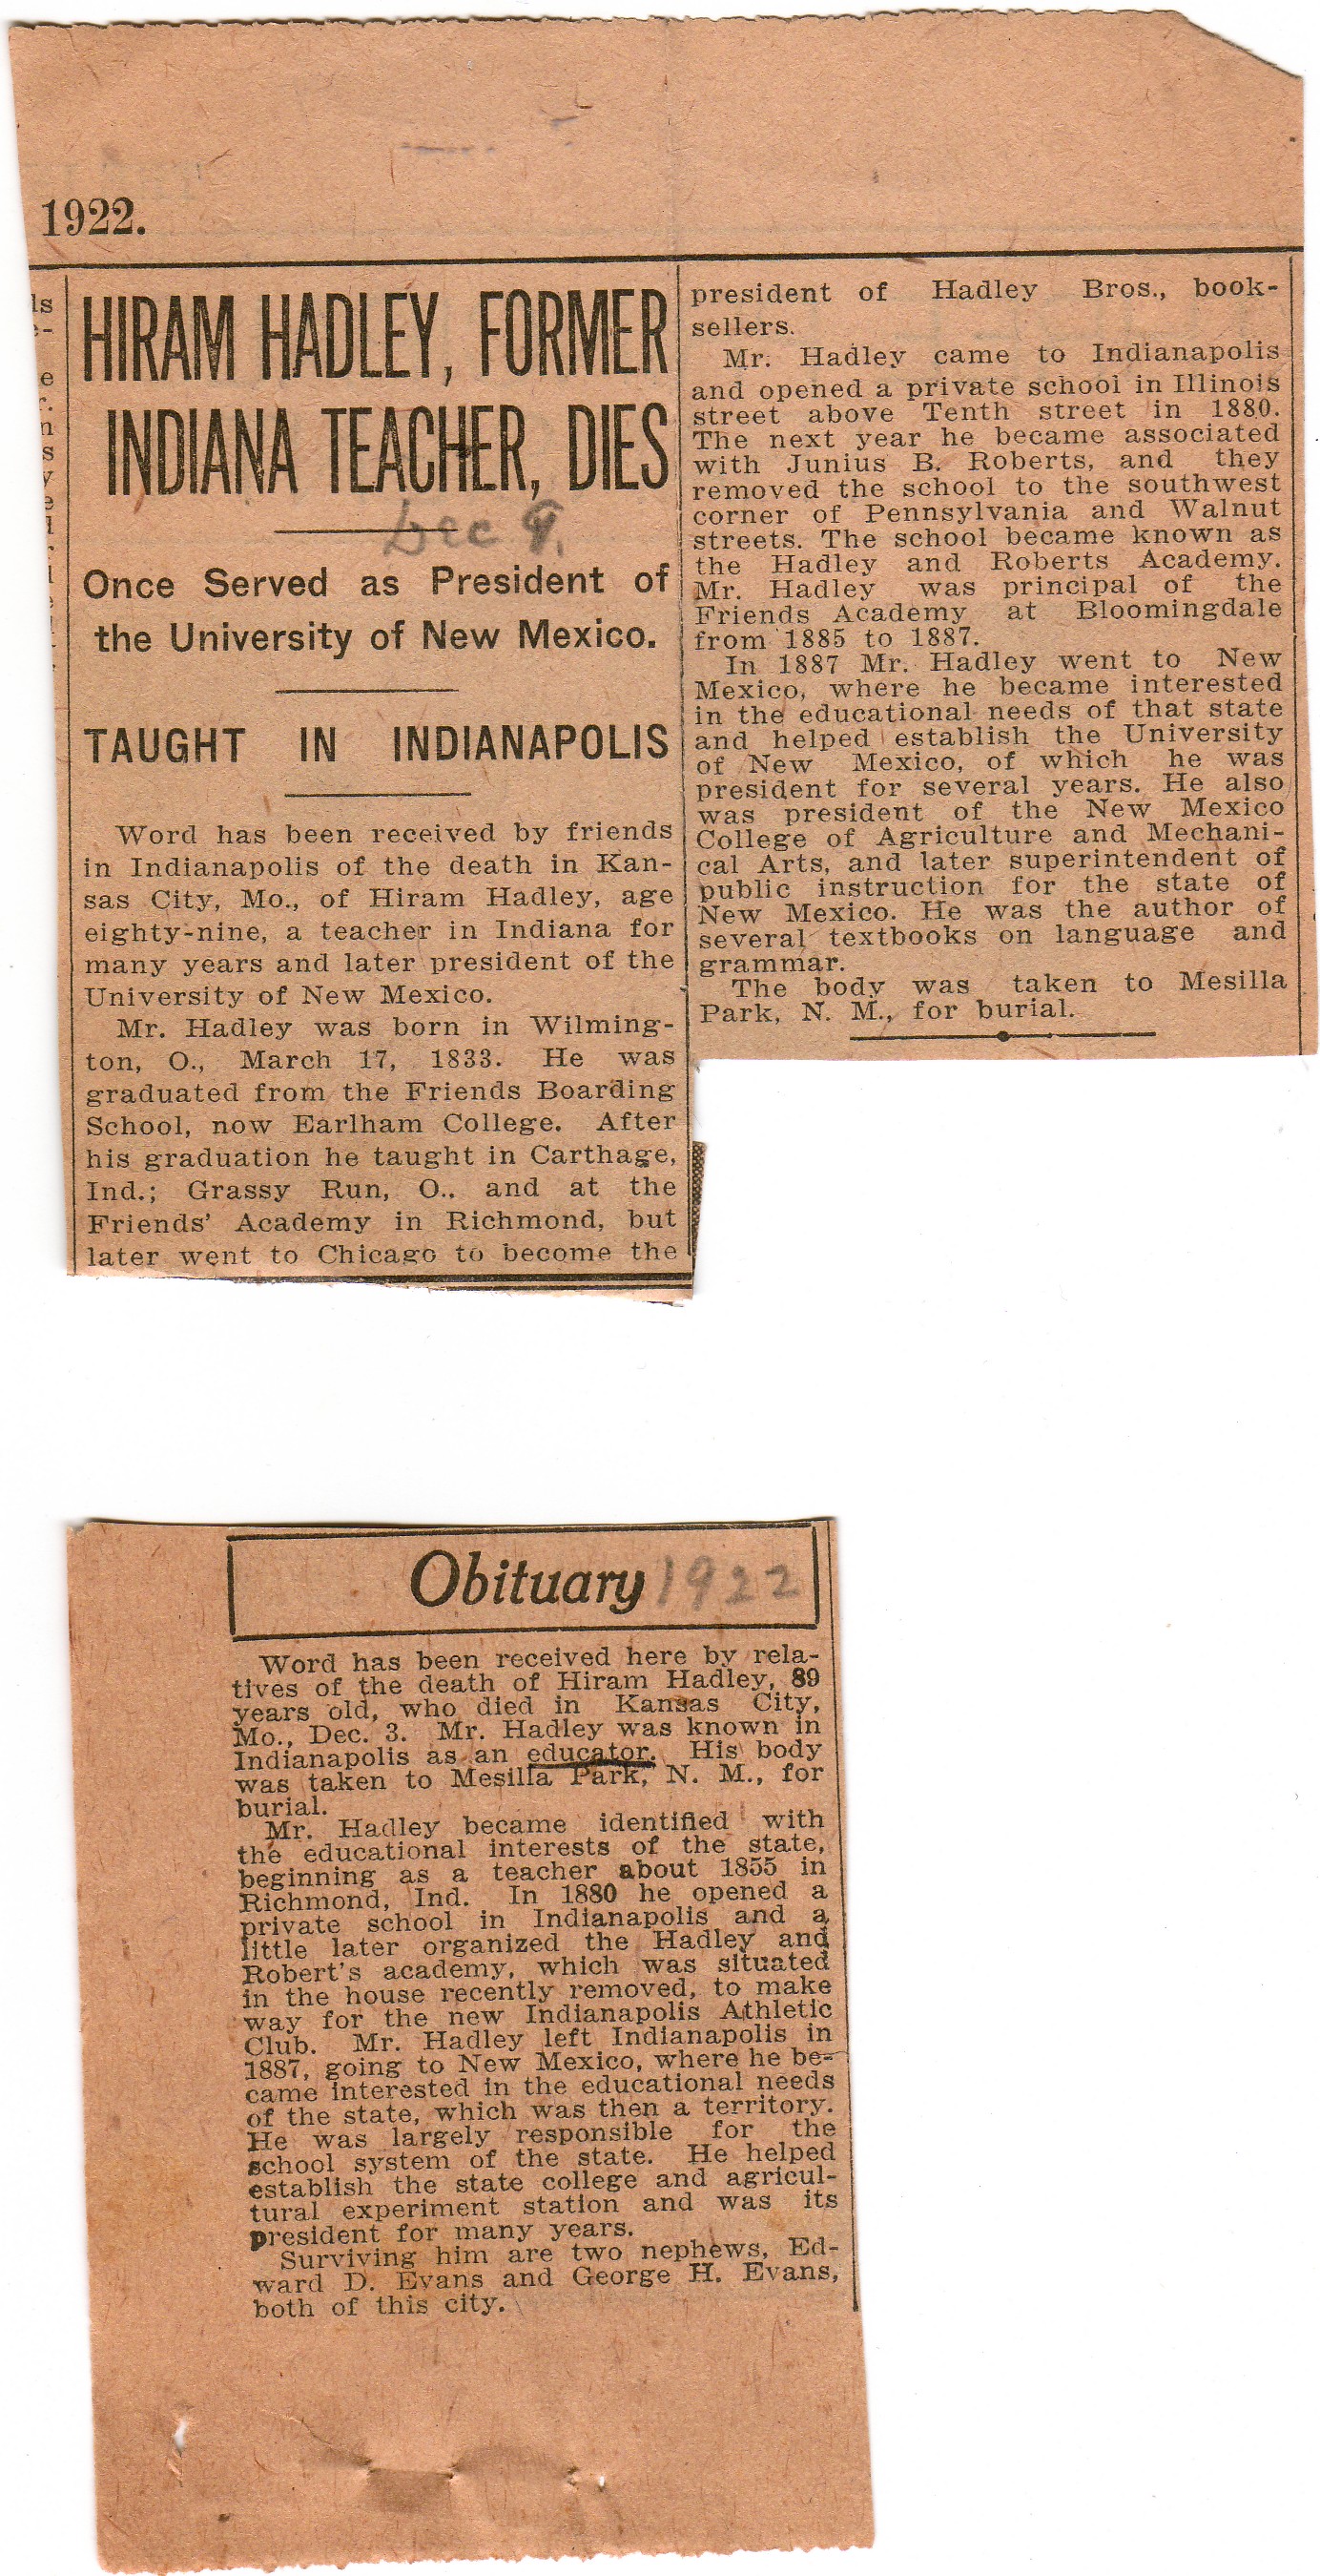 1922.
HIRAM HADLEY, FORMER
INDIANA TEACHER, DIES
Dec 9.
Once Served as President of
the University of New Mexico.
TAUGHT IN INDIANAPOLIS
Word has been received by friends
in Indianapolis of the death in Kan-
sas City, Mo., of Hiram Hadley, age
eighty-nine, a teacher in Indiana for
many years and later president of the
University of New Mexico.
Mr. Hadley was born in Wilming-
ton, O., March 17, 1833. He was
graduated from the Friends Boarding
School, now Earlham College. After
his graduation he taught in Carthage,
Ind.; Grassy Run, O., and at the
Friends' Academy in Richmond, but
later went to Chicago to become the
president of Hadley Bros., book-
sellers.
Mr. Hadley came to Indianapolis
and opened a private school in Illinois
street above Tenth street in 1880.
The next year he became associated
with Junius B. Roberts, and they
removed the school to the southwest
corner of Pennsylvania and Walnut
streets. The school became known as
the Hadley and Roberts Academy.
Mr. Hadley was principal of the
Friends Academy at Bloomingdale
from 1885 to 1887.
In 1887 Mr. Hadley went to New
Mexico, where he became interested
in the educational needs of that state
and helped establish the University
of New Mexico, of which he was
president for several years. He also
was president of the New Mexico
College of Agriculture and Mechani-
cal Arts, and later superintendent of
public instruction for the state of
New Mexico. He was the author of
several textbooks on language and
grammar.
The body was taken to Mesilla
Park, N. M., for burial.
Obituary 1922
Word has been received here by rela-
tives of the death of Hiram Hadley, 89
years old, who died in Kansas City,
Mo., Dec. 3. Mr. Hadley was known in
Indianapolis as an educator. His body
was taken to Mesilla Park, N. M., for
burial.
Mr. Hadley became identified with
the educational interests of the state,
beginning as a teacher about 1855 in
Richmond, Ind. In 1880 he opened a
private school in Indianapolis and a
little later organized the Hadley and
Robert's academy, which was situated
in the house recently removed, to make
way for the new Indianapolis Athletic
Club. Mr. Hadley left Indianapolis in
1887, going to New Mexico, where he be-
came interested in the educational needs
of the state, which was then a territory.
He was largely responsible for the
school system of the state. He helped
establish the state college and agricul-
tural experiment station and was its
president for many years.
Surviving him are two nephews, Ed-
ward D. Evans and George H. Evans,
both of this city.